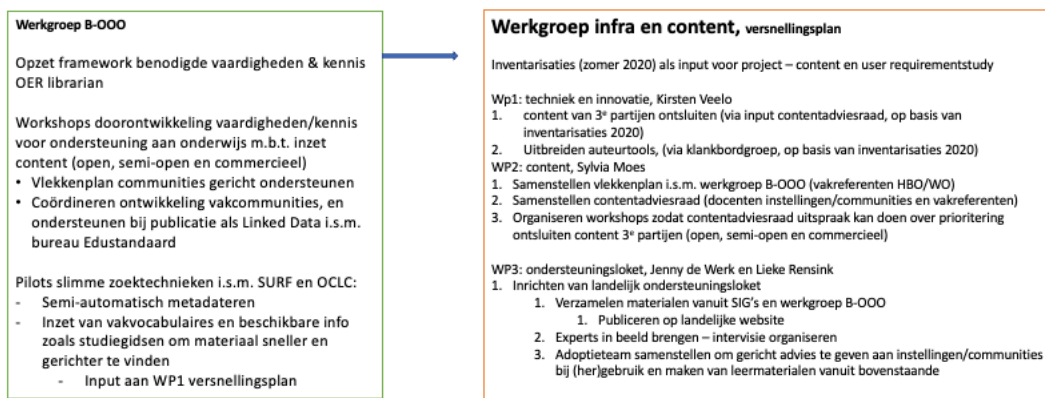 Werkgroep B-OOO
Opzet framework benodigde vaardigheden & kennis
OER librarian
Workshops doorontwikkeling vaardigheden/kennis
voor ondersteuning aan onderwijs m.b.t. inzet
content (open, semi-open en commercieel)
• Vlekkenplan communities gericht ondersteunen
• Coördineren ontwikkeling vakcommunities, en
ondersteunen bij publicatie als Linked Data i.s.m.
bureau Edustandaard
Pilots slimme zoektechnieken i.s.m. SURF en OCLC:
- Semi-automatisch metadateren
- Inzet van vakvocabulaires en beschikbare info
zoals studiegidsen om materiaal sneller en
gerichter te vinden
- Input aan WP1 versnellingsplan
Werkgroep infra en content, versnellingsplan
Inventarisaties (zomer 2020) als input voor project – content en user requirementstudy
Wp1: techniek en innovatie, Kirsten Veelo
1. content van 3e partijen ontsluiten (via input contentadviesraad, op basis van
inventarisaties 2020)
2. Uitbreiden auteurtools, (via klankbordgroep, op basis van inventarisaties 2020)
WP2: content, Sylvia Moes
1. Samenstellen vlekkenplan i.s.m. werkgroep B-OOO (vakreferenten HBO/WO)
2. Samenstellen contentadviesraad (docenten instellingen/communities en vakreferenten)
3. Organiseren workshops zodat contentadviesraad uitspraak kan doen over prioritering
ontsluiten content 3e partijen (open, semi-open en commercieel)
WP3: ondersteuningsloket, Jenny de Werk en Lieke Rensink
1. Inrichten van landelijk ondersteuningsloket
1. Verzamelen materialen vanuit SIG's en werkgroep B-OOO
1. Publiceren op landelijke website
2. Experts in beeld brengen – intervisie organiseren
3. Adoptieteam samenstellen om gericht advies te geven aan instellingen/communities
bij (her)gebruik en maken van leermaterialen vanuit bovenstaande